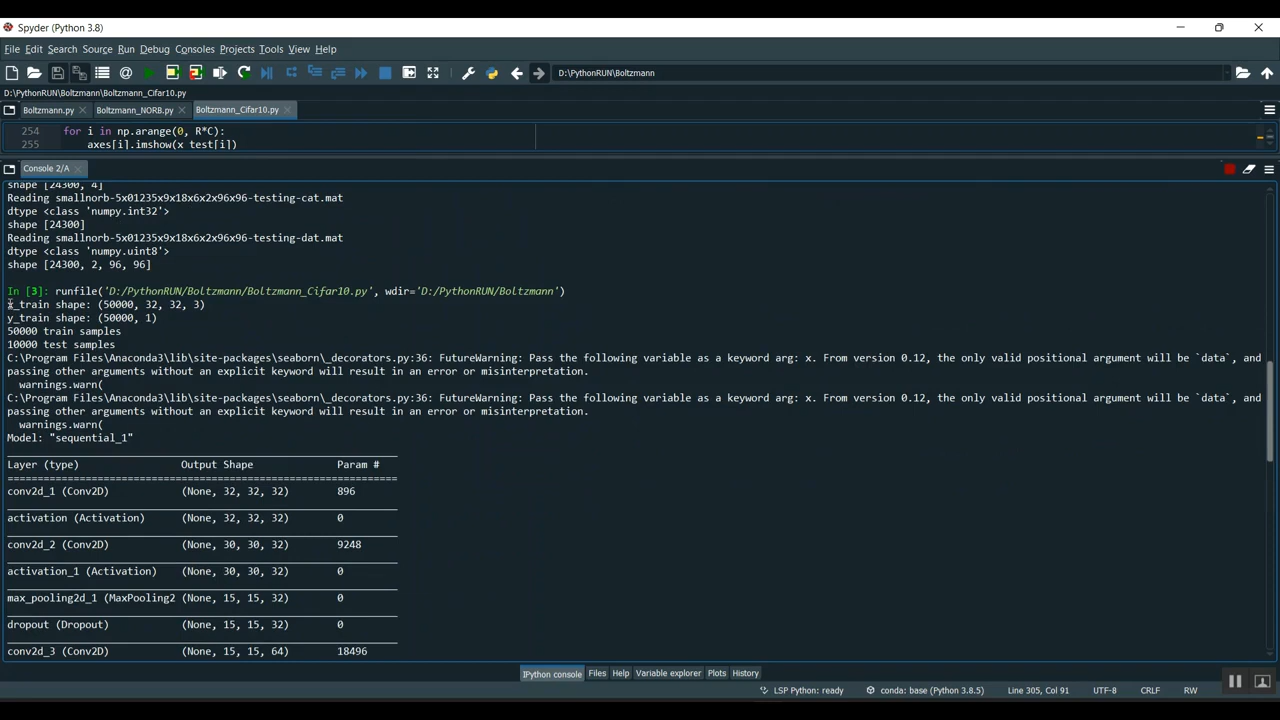 Spyder (Python 3.8)
File Edit Search Source Run Debug Consoles Projects Tools View Help
D:\PythonRUN\Boltzmann
D:\PythonRUN\Boltzmann\Boltzmann_Cifar10.py
Boltzmann.py Boltzmann_NORB.py Boltzmann_Cifar10.py
254 for i in np.arange(0, R*C):
255 axes[i].imshow(x_test[i])
Console 2/A
shape [24300, 4]
Reading smallnorb-5x01235x9x18x6x2x96x96-testing-cat.mat
dtype <class 'numpy.int32'>
shape [24300]
Reading smallnorb-5x01235x9x18x6x2x96x96-testing-dat.mat
dtype <class 'numpy.uint8'>
shape [24300, 2, 96, 96]
In [3]: runfile('D:/PythonRUN/Boltzmann/Boltzmann_Cifar10.py', wdir='D:/PythonRUN/Boltzmann')
x_train shape: (50000, 32, 32, 3)
y_train shape: (50000, 1)
50000 train samples
10000 test samples
C:\Program Files\Anaconda3\lib\site-packages\seaborn\_decorators.py:36: FutureWarning: Pass the following variable as a keyword arg: x. From version 0.12, the only valid positional argument will be `data`, and
passing other arguments without an explicit keyword will result in an error or misinterpretation.
warnings.warn(
C:\Program Files\Anaconda3\lib\site-packages\seaborn\_decorators.py:36: FutureWarning: Pass the following variable as a keyword arg: x. From version 0.12, the only valid positional argument will be `data`, and
passing other arguments without an explicit keyword will result in an error or misinterpretation.
warnings.warn(
Model: "sequential_1"
Layer (type) Output Shape Param #
conv2d_1 (Conv2D) (None, 32, 32, 32) 896
activation (Activation) (None, 32, 32, 32) 0
conv2d_2 (Conv2D) (None, 30, 30, 32) 9248
activation_1 (Activation) (None, 30, 30, 32) 0
max_pooling2d_1 (MaxPooling2 (None, 15, 15, 32) 0
dropout (Dropout) (None, 15, 15, 32) 0
conv2d_3 (Conv2D) (None, 15, 15, 64) 18496
IPython console Files Help Variable explorer Plots History
LSP Python: ready conda: base (Python 3.8.5) Line 305, Col 91 UTF-8 CRLF RW